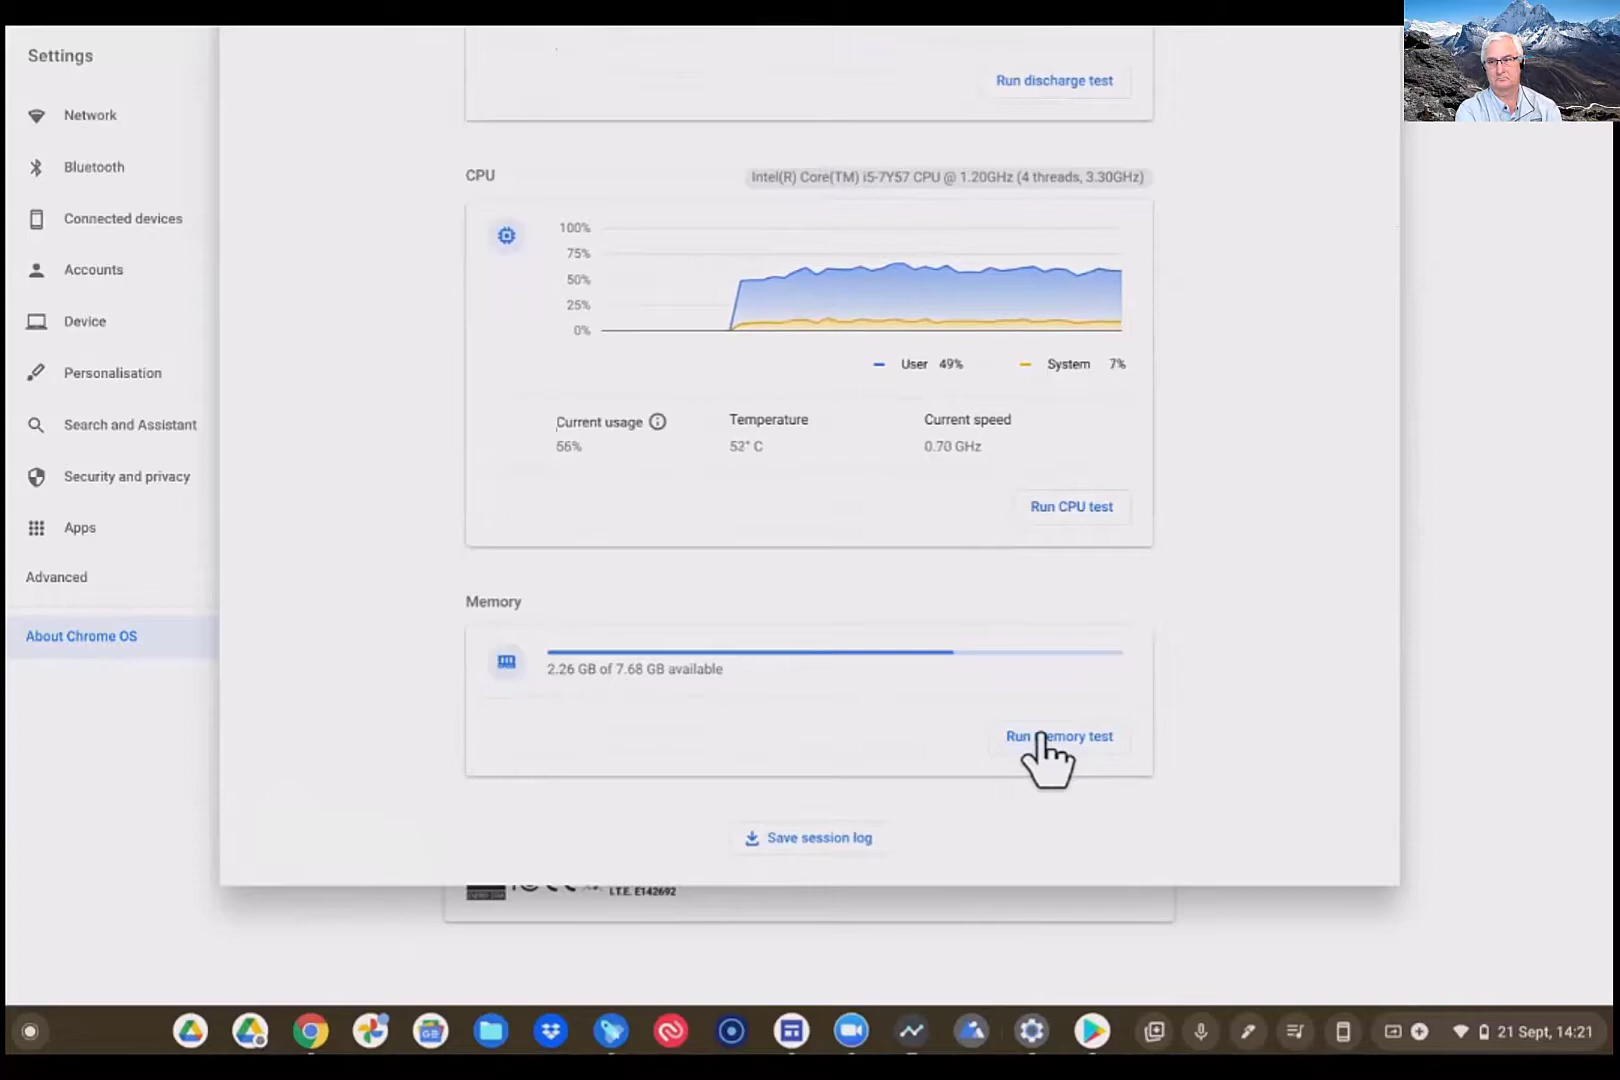 Settings
Network
Bluetooth
Connected devices
Accounts
Device
Personalisation
Search and Assistant
Security and privacy
Apps
Advanced
About Chrome OS
Run discharge test
CPU
Intel(R) Core(TM) i5-7Y57 CPU @ 1.20GHz (4 threads, 3.30GHz)
100%
75%
50%
25%
0%
User 49%
System 7%
Current usage
56%
Temperature
52° C
Current speed
0.70 GHz
Run CPU test
Memory
2.26 GB of 7.68 GB available
Run memory test
Save session log
I.T.E. E142692
21 Sept, 14:21